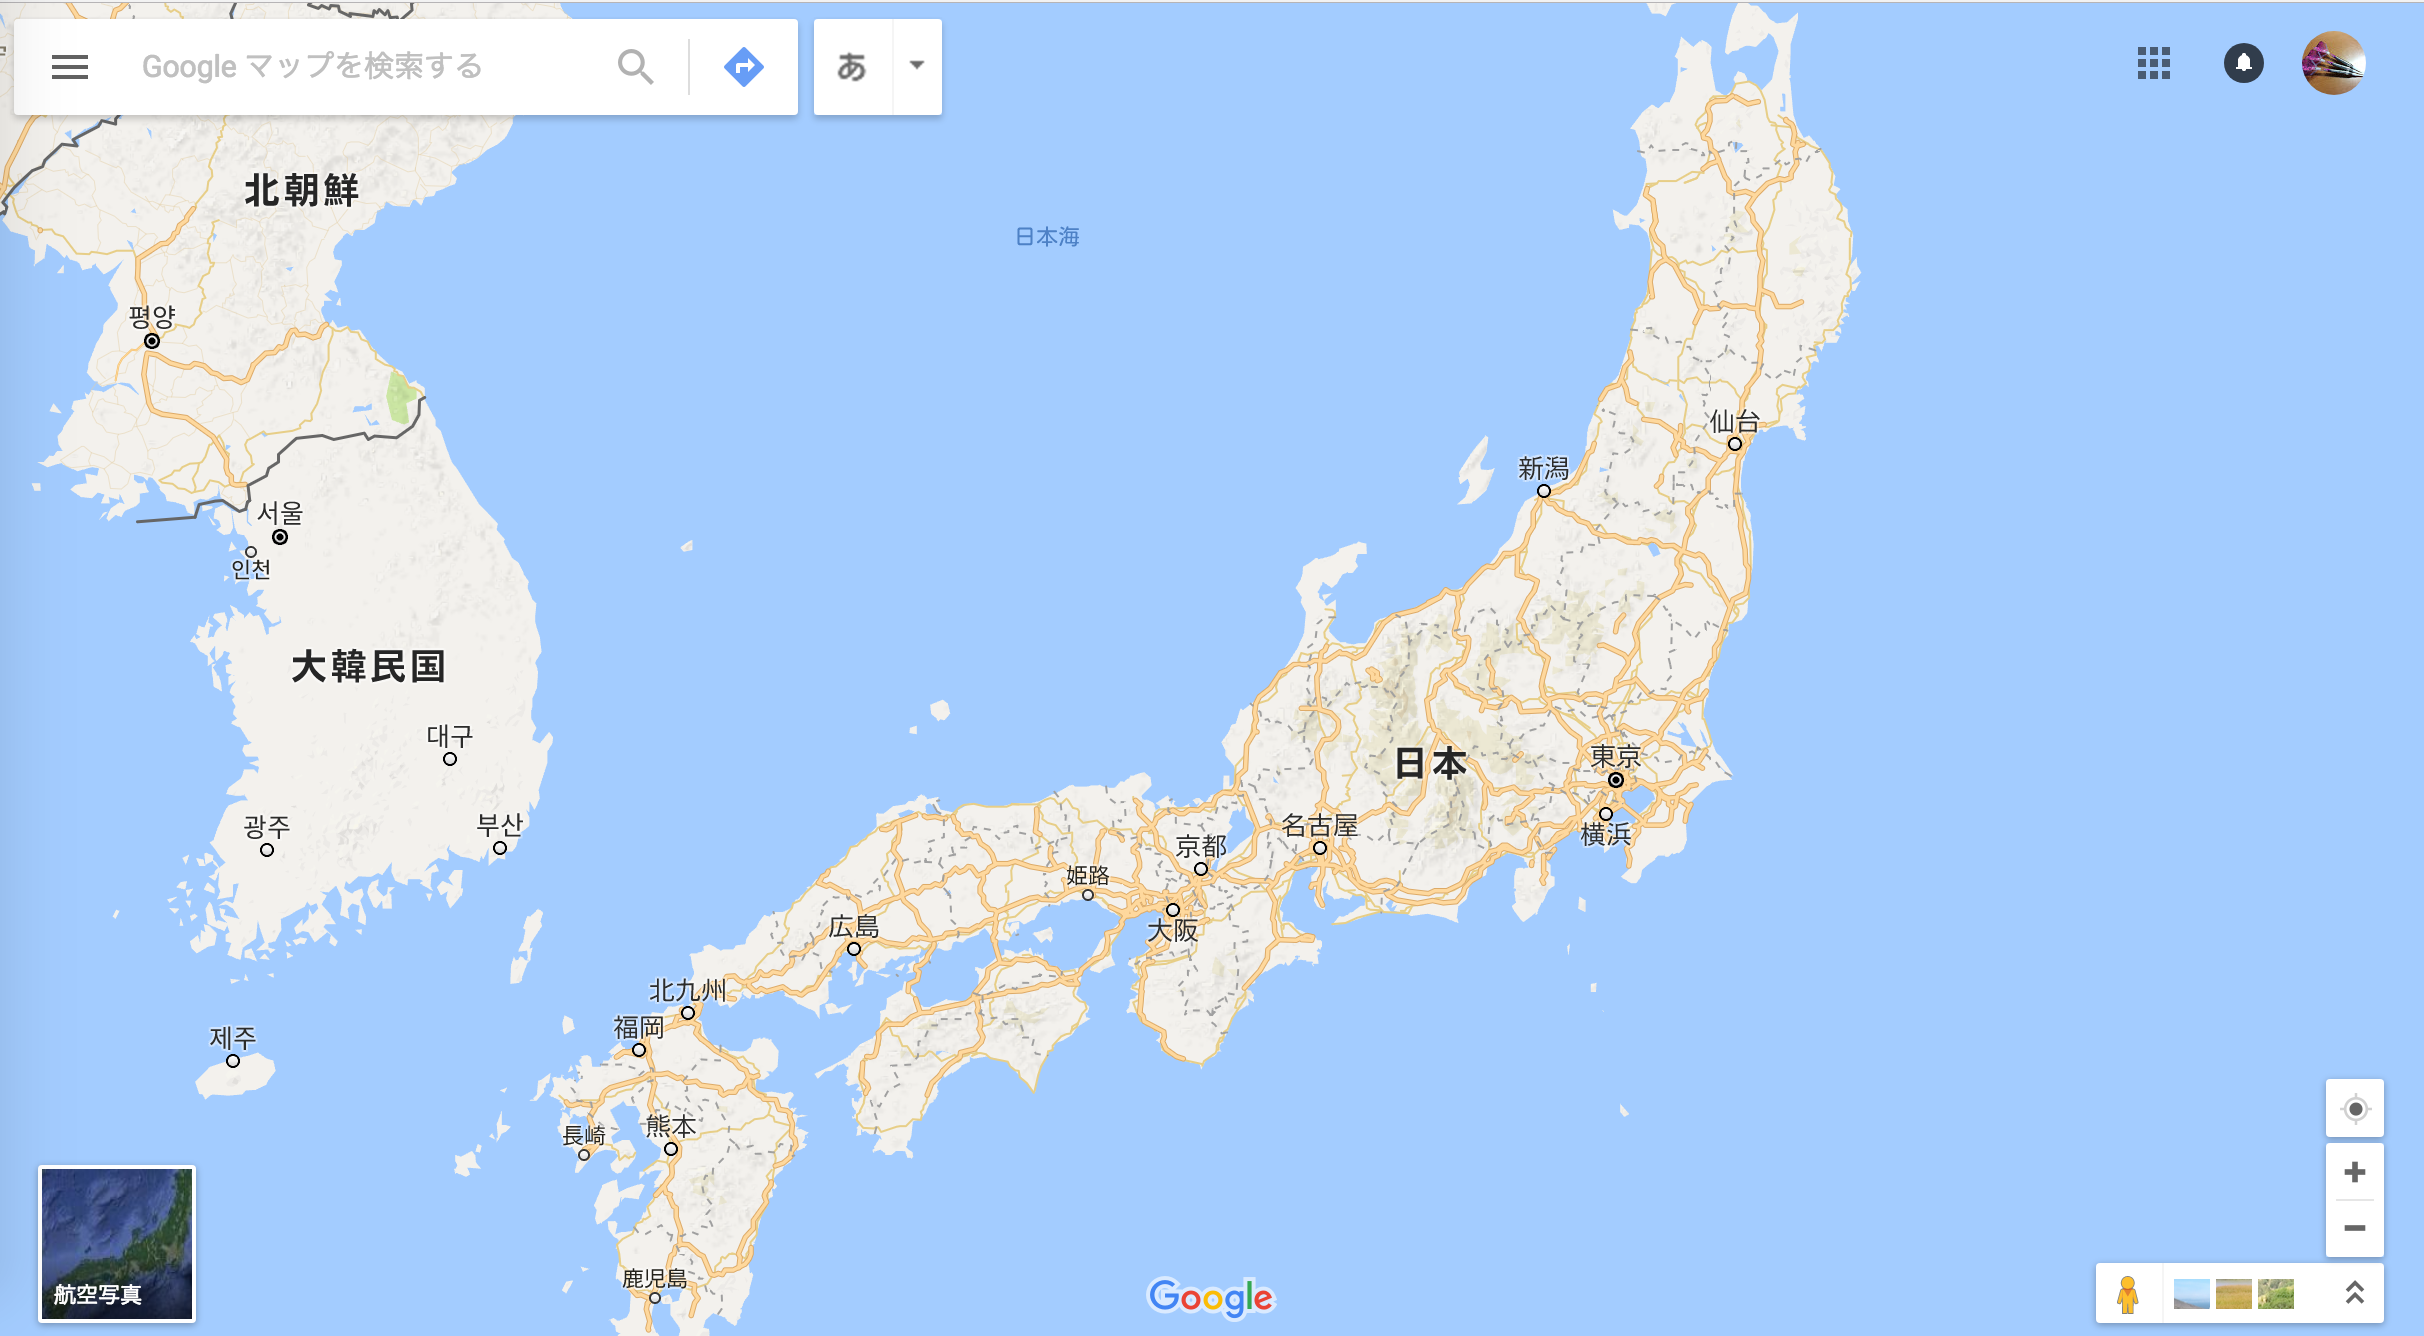 Google マップを検索する
あ
北朝鮮
日本海
평양
仙台
新潟
서울
인천
大韓民国
대구
日本
東京
광주
부산
名古屋
横浜
京都
姫路
広島
大阪
北九州
福岡
제주
熊本
長崎
鹿児島
航空写真
Google